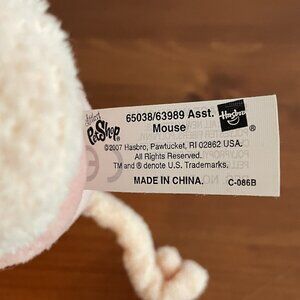 Littlest
PetShop
65038/63989 Asst.
Mouse
Hasbro
®
©2007 Hasbro, Pawtucket, RI 02862 USA.
All Rights Reserved.
TM and ® denote U.S. Trademarks.
MADE IN CHINA.
C-086B